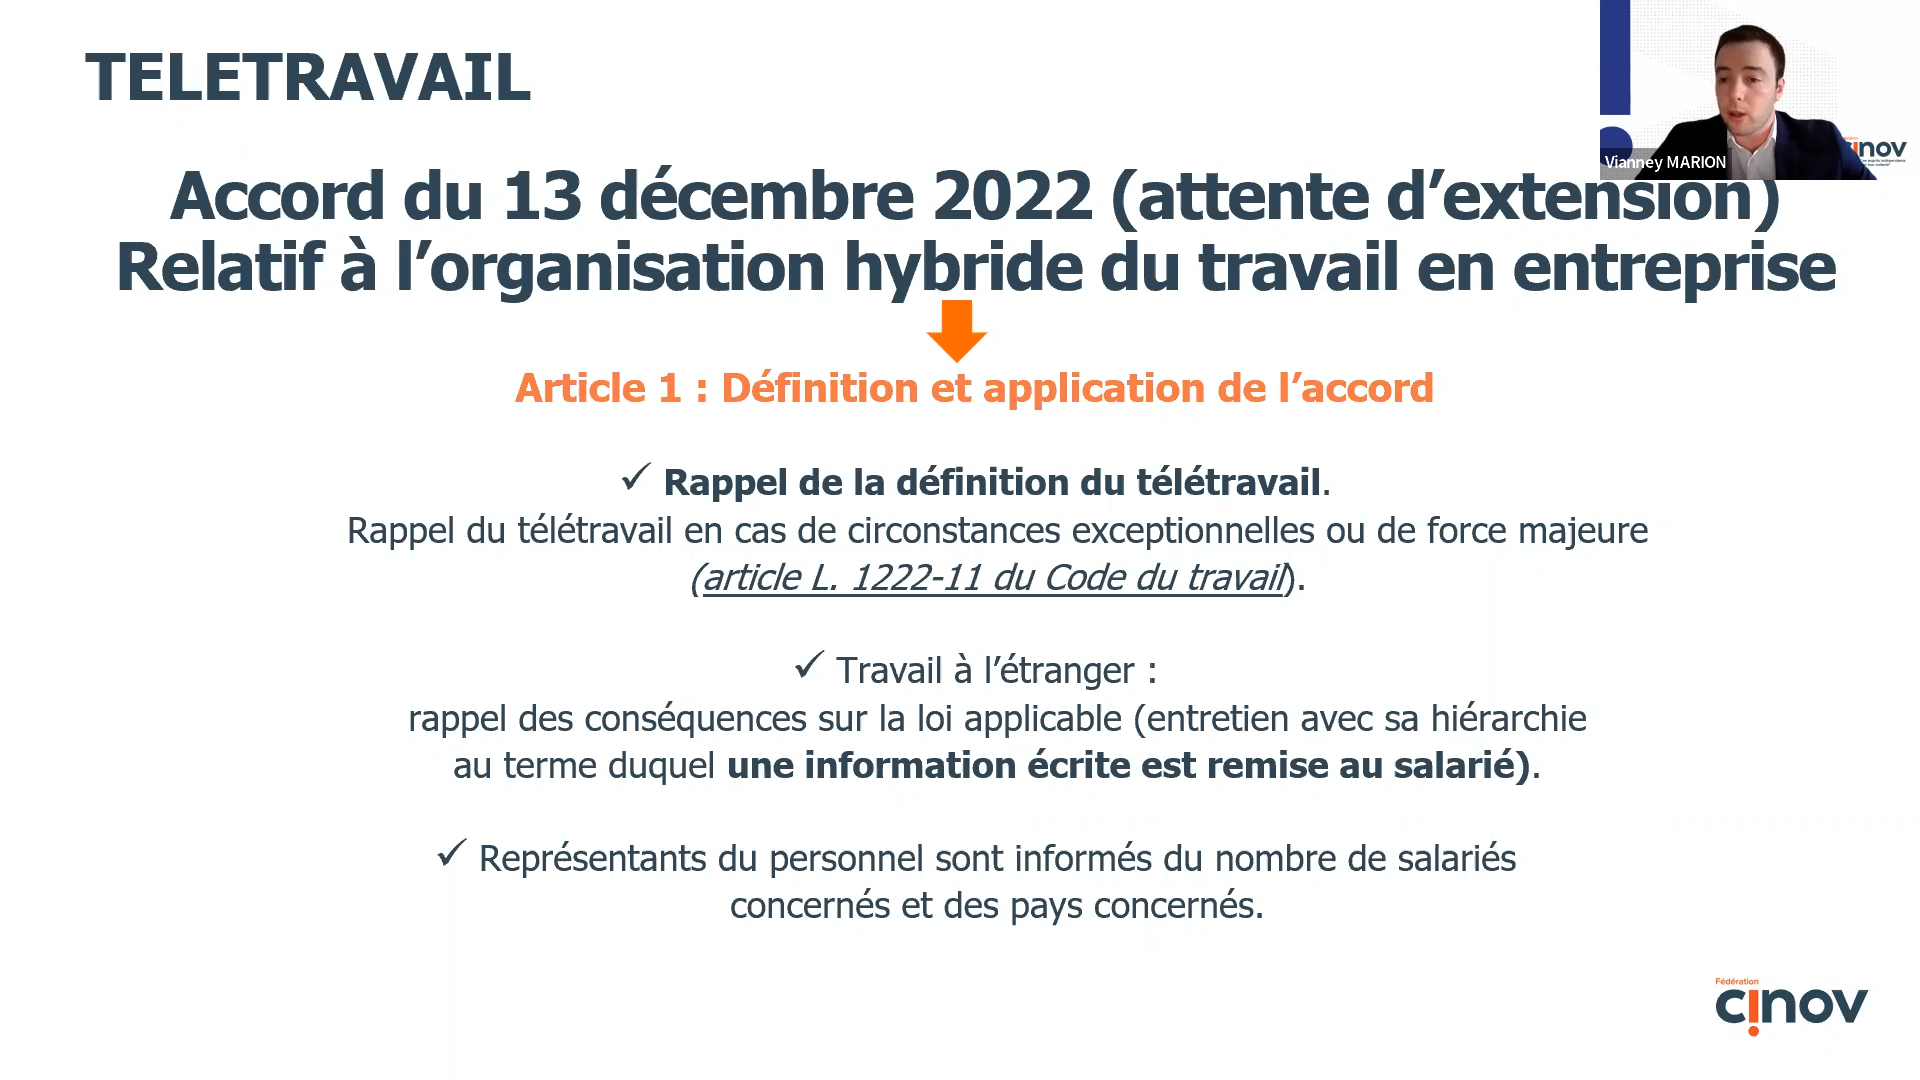 TELETRAVAIL
Vianney MARION
inov
Accord du 13 décembre 2022 (attente d’extension)
Relatif à l’organisation hybride du travail en entreprise
Article 1 : Définition et application de l’accord
✓ Rappel de la définition du télétravail.
Rappel du télétravail en cas de circonstances exceptionnelles ou de force majeure
(article L. 1222-11 du Code du travail).
✓ Travail à l’étranger :
rappel des conséquences sur la loi applicable (entretien avec sa hiérarchie
au terme duquel une information écrite est remise au salarié).
✓ Représentants du personnel sont informés du nombre de salariés
concernés et des pays concernés.
Fédération
cinov